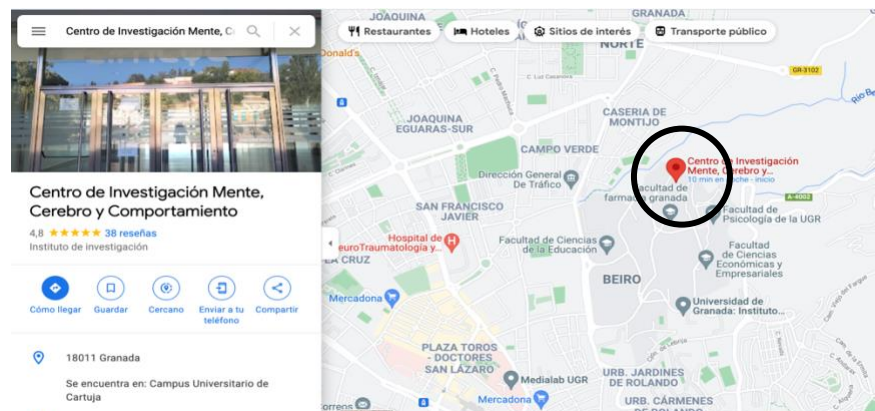 Centro de Investigación Mente, C
Centro de Investigación Mente,
Cerebro y Comportamiento
4,8 ★★★★★ 38 reseñas
Instituto de investigación
Cómo llegar
Guardar
Cercano
Enviar a tu
teléfono
Compartir
18011 Granada
Se encuentra en: Campus Universitario de
Cartuja
Restaurantes
Hoteles
Sitios de interés
Transporte público
JOAQUINA
GRANADA
NORTE
Donald's
C. Luz Casanova
GR-3102
JOAQUINA
EGUARAS-SUR
CASERIA DE
MONTIJO
CAMPO VERDE
Dirección General
De Tráfico
Centro de Investigación
Mente, Cerebro y...
10 min en coche - inicio
Facultad de
farmacia granada
A-4002
SAN FRANCISCO
JAVIER
Facultad de
Psicología de la UGR
Hospital de
euroTraumatología y...
LA CRUZ
Facultad de Ciencias
de la Educación
Facultad
de Ciencias
Económicas y
Empresariales
BEIRO
Mercadona
Universidad de
Granada: Instituto...
PLAZA TOROS
- DOCTORES
SAN LÁZARO
Medialab UGR
URB. JARDINES
DE ROLANDO
Mercadona
URB. CÁRMENES
DE ROLANDO
orreos